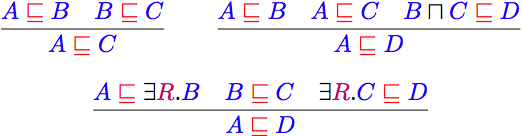 A ⊑ B B ⊑ C A ⊑ B A ⊑ C B ⊓ C ⊑ D
A ⊑ C A ⊑ D
A ⊑ ∃R.B B ⊑ C ∃R.C ⊑ D
A ⊑ D